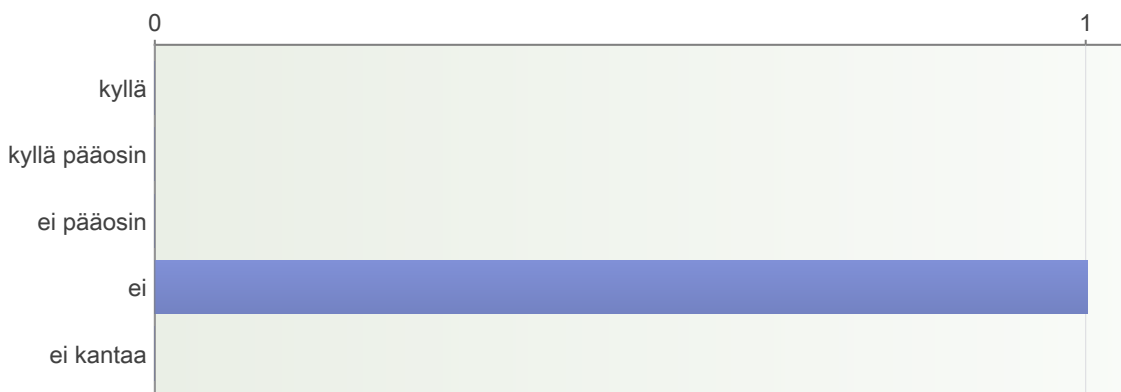 0 1
kyllä
kyllä pääosin
ei pääosin
ei
ei kantaa